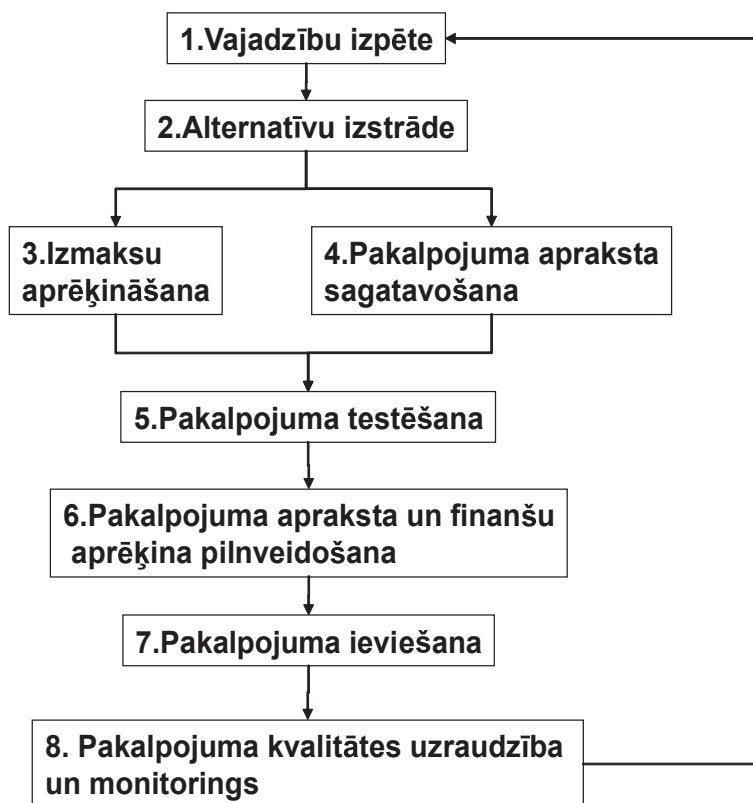 1.Vajadzību izpēte
2.Alternatīvu izstrāde
3.Izmaksu
aprēķināšana
4.Pakalpojuma apraksta
sagatavošana
5.Pakalpojuma testēšana
6.Pakalpojuma apraksta un finanšu
aprēķina pilnveidošana
7.Pakalpojuma ieviešana
8. Pakalpojuma kvalitātes uzraudzība
un monitorings